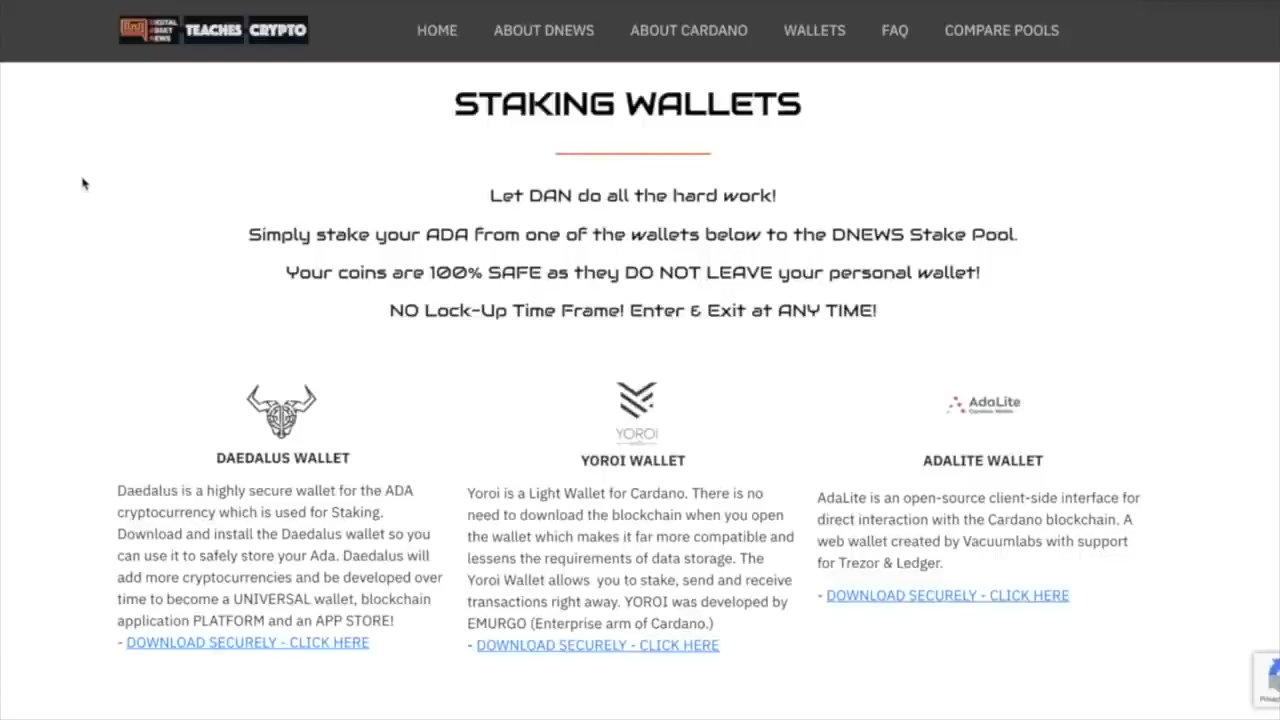 DIGITAL ASSET NEWS TEACHES CRYPTO
HOME ABOUT DNEWS ABOUT CARDANO WALLETS FAQ COMPARE POOLS
STAKING WALLETS
Let DAN do all the hard work!
Simply stake your ADA from one of the wallets below to the DNEWS Stake Pool.
Your coins are 100% SAFE as they DO NOT LEAVE your personal wallet!
NO Lock-Up Time Frame! Enter & Exit at ANY TIME!
DAEDALUS WALLET
Daedalus is a highly secure wallet for the ADA
cryptocurrency which is used for Staking.
Download and install the Daedalus wallet so you
can use it to safely store your Ada. Daedalus will
add more cryptocurrencies and be developed over
time to become a UNIVERSAL wallet, blockchain
application PLATFORM and an APP STORE!
- DOWNLOAD SECURELY - CLICK HERE
YOROI
YOROI WALLET
Yoroi is a Light Wallet for Cardano. There is no
need to download the blockchain when you open
the wallet which makes it far more compatible and
lessens the requirements of data storage. The
Yoroi Wallet allows you to stake, send and receive
transactions right away. YOROI was developed by
EMURGO (Enterprise arm of Cardano.)
- DOWNLOAD SECURELY - CLICK HERE
AdaLite
ADALITE WALLET
AdaLite is an open-source client-side interface for
direct interaction with the Cardano blockchain. A
web wallet created by Vacuumlabs with support
for Trezor & Ledger.
- DOWNLOAD SECURELY - CLICK HERE